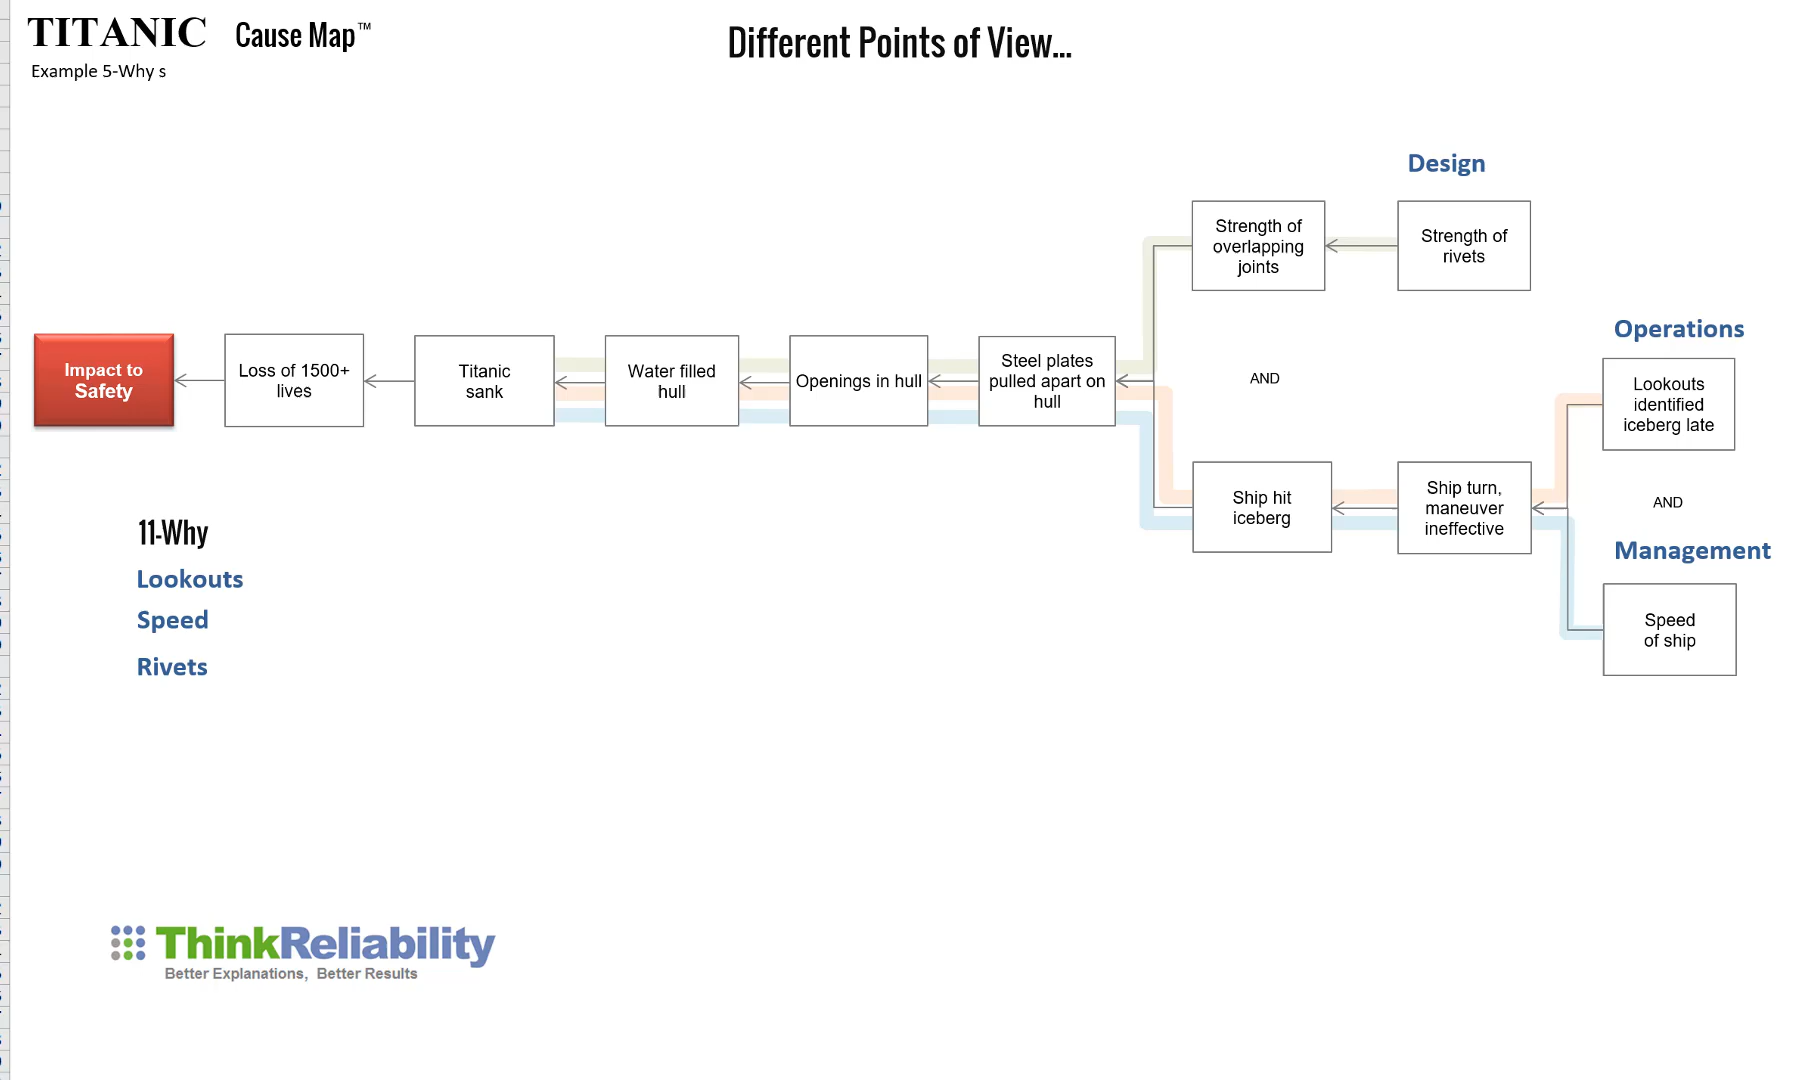 TITANIC Cause Map™
Different Points of View...
Example 5-Why s
Design
Strength of
overlapping
joints
Strength of
rivets
Operations
Impact to
Safety
Loss of 1500+
lives
Titanic
sank
Water filled
hull
Openings in hull
Steel plates
pulled apart on
hull
AND
Lookouts
identified
iceberg late
Ship hit
iceberg
Ship turn,
maneuver
ineffective
AND
Management
Speed
of ship
11-Why
Lookouts
Speed
Rivets
ThinkReliability
Better Explanations, Better Results